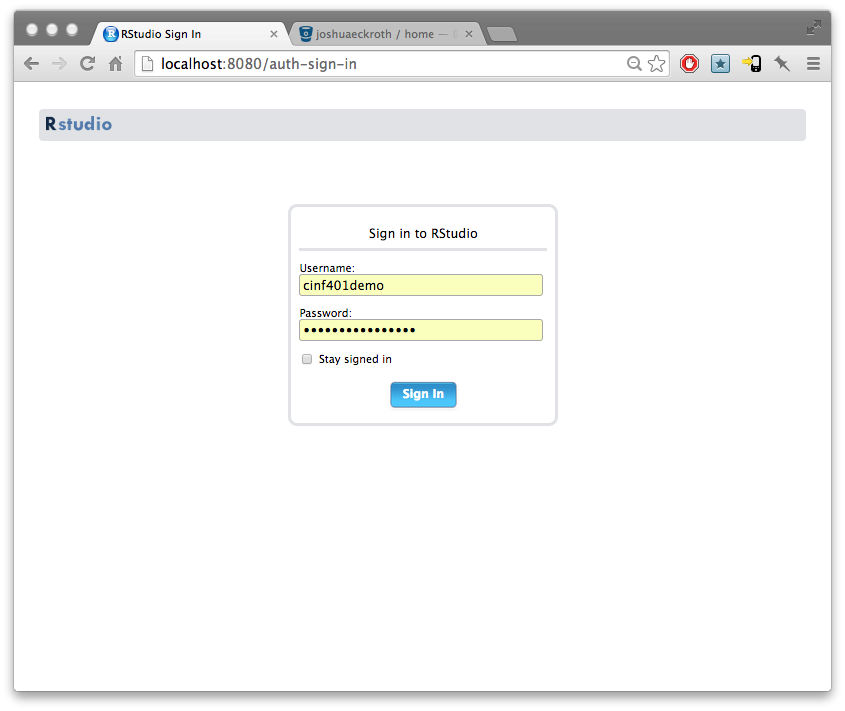 RStudio Sign In
joshuaeckroth / home —
localhost:8080/auth-sign-in
Rstudio
Sign in to RStudio
Username:
cinf401demo
Password:
••••••••••••••••
Stay signed in
Sign In